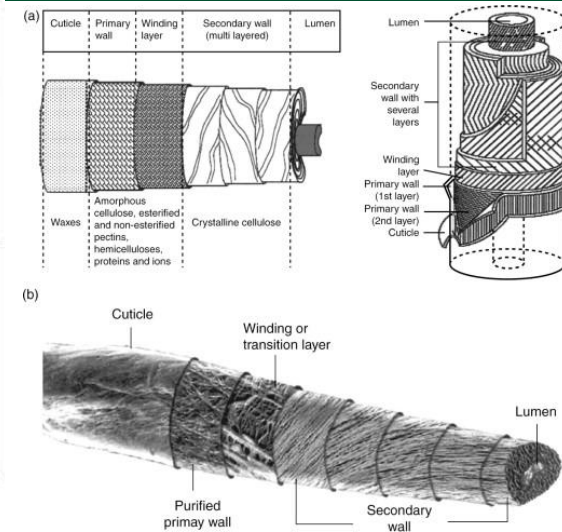 (a)
Cuticle
Primary
wall
Winding
layer
Secondary wall
(multi layered)
Lumen
Waxes
Amorphous
cellulose, esterified
and non-esterified
pectins,
hemicelluloses,
proteins and ions
Crystalline cellulose
Lumen
Secondary
wall with
several
layers
Winding
layer
Primary wall
(1st layer)
Primary wall
(2nd layer)
Cuticle
(b)
Cuticle
Winding or
transition layer
Lumen
Purified
primay wall
Secondary
wall